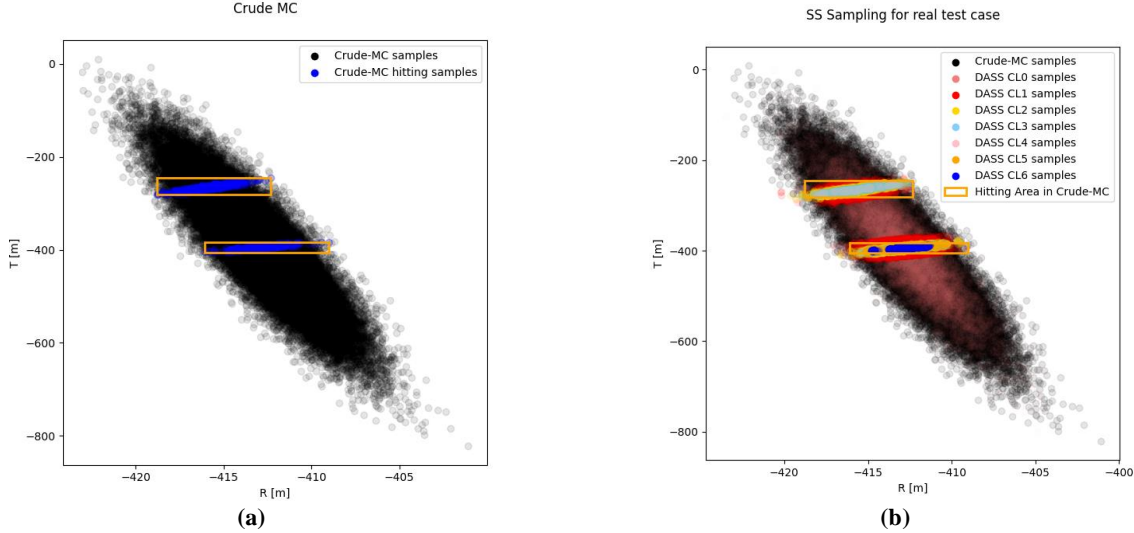 Crude MC
0
−200
−400
−600
−800
T [m]
−420
−415
−410
−405
R [m]
Crude-MC samples
Crude-MC hitting samples
(a)
SS Sampling for real test case
0
−200
−400
−600
−800
T [m]
−420
−415
−410
−405
−400
R [m]
Crude-MC samples
DASS CL0 samples
DASS CL1 samples
DASS CL2 samples
DASS CL3 samples
DASS CL4 samples
DASS CL5 samples
DASS CL6 samples
Hitting Area in Crude-MC
(b)